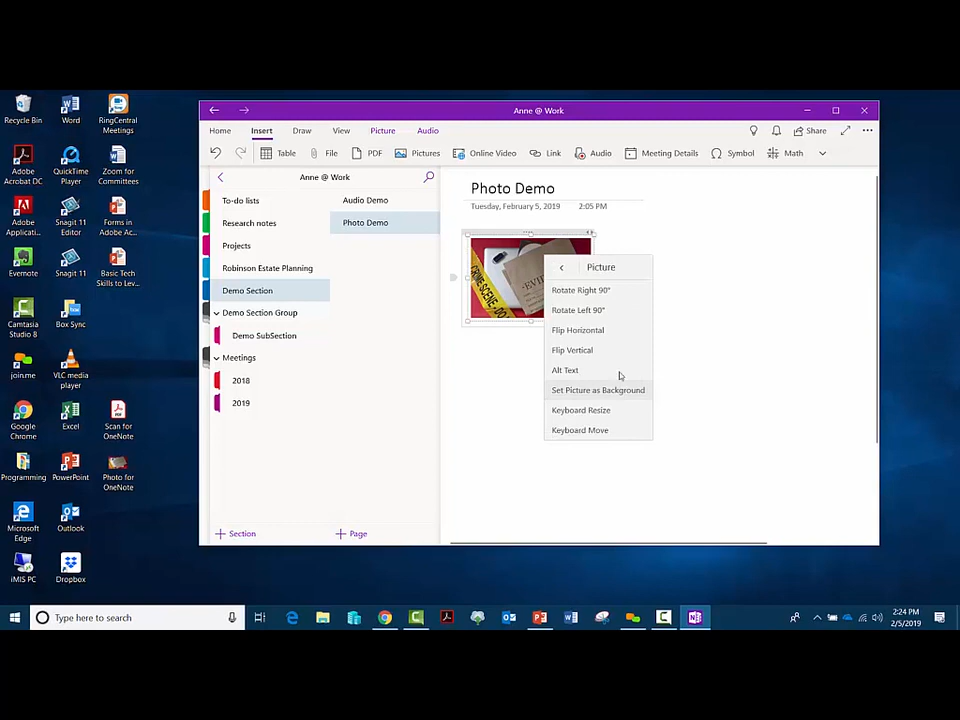 Anne @ Work
Home Insert Draw View Picture Audio Share
Table File PDF Pictures Online Video Link Audio Meeting Details Symbol Math
Anne @ Work
To-do lists
Research notes
Projects
Robinson Estate Planning
Demo Section
Demo Section Group
Demo SubSection
Meetings
2018
2019
+ Section
Audio Demo
Photo Demo
+ Page
Photo Demo
Tuesday, February 5, 2019 2:05 PM
CRIME SCENE - DO
EVI
Picture
Rotate Right 90°
Rotate Left 90°
Flip Horizontal
Flip Vertical
Alt Text
Set Picture as Background
Keyboard Resize
Keyboard Move
Recycle Bin
Word
RingCentral
Meetings
Adobe
Acrobat DC
QuickTime
Player
Zoom for
Committees
Adobe
Applicati...
Snagit 11
Editor
Forms in
Adobe Ac...
Evernote
Snagit 11
Basic Tech
Skills to Lev...
Camtasia
Studio 8
Box Sync
join.me
VLC media
player
Google
Chrome
Excel
Scan for
OneNote
Programming
PowerPoint
Photo for
OneNote
Microsoft
Edge
Outlook
iMIS PC
Dropbox
Type here to search
2:24 PM
2/5/2019